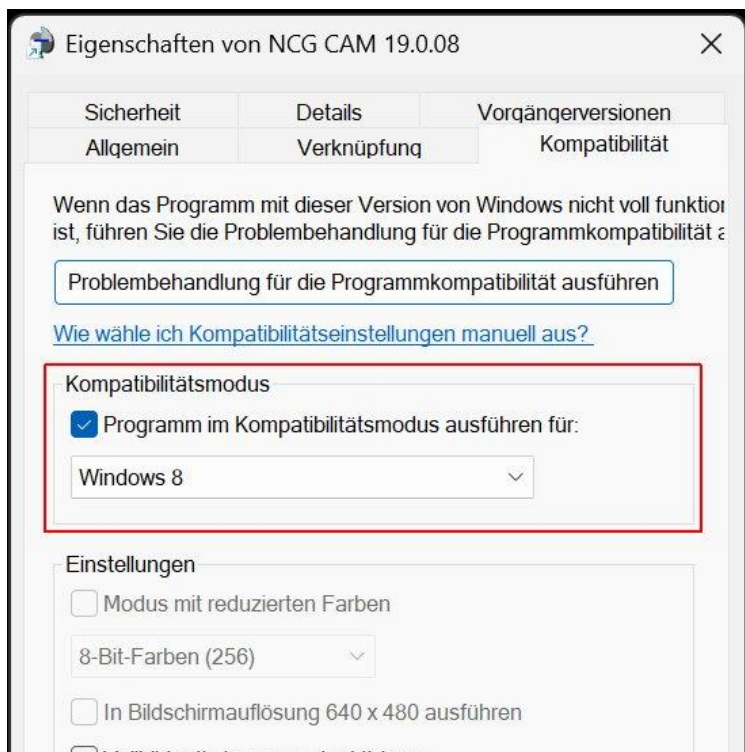 Eigenschaften von NCG CAM 19.0.08
Sicherheit Details Vorgängerversionen
Allgemein Verknüpfung Kompatibilität
Wenn das Programm mit dieser Version von Windows nicht voll funktion
ist, führen Sie die Problembehandlung für die Programmkompatibilität a
Problembehandlung für die Programmkompatibilität ausführen
Wie wähle ich Kompatibilitätseinstellungen manuell aus?
Kompatibilitätsmodus
Programm im Kompatibilitätsmodus ausführen für:
Windows 8
Einstellungen
Modus mit reduzierten Farben
8-Bit-Farben (256)
In Bildschirmauflösung 640 x 480 ausführen